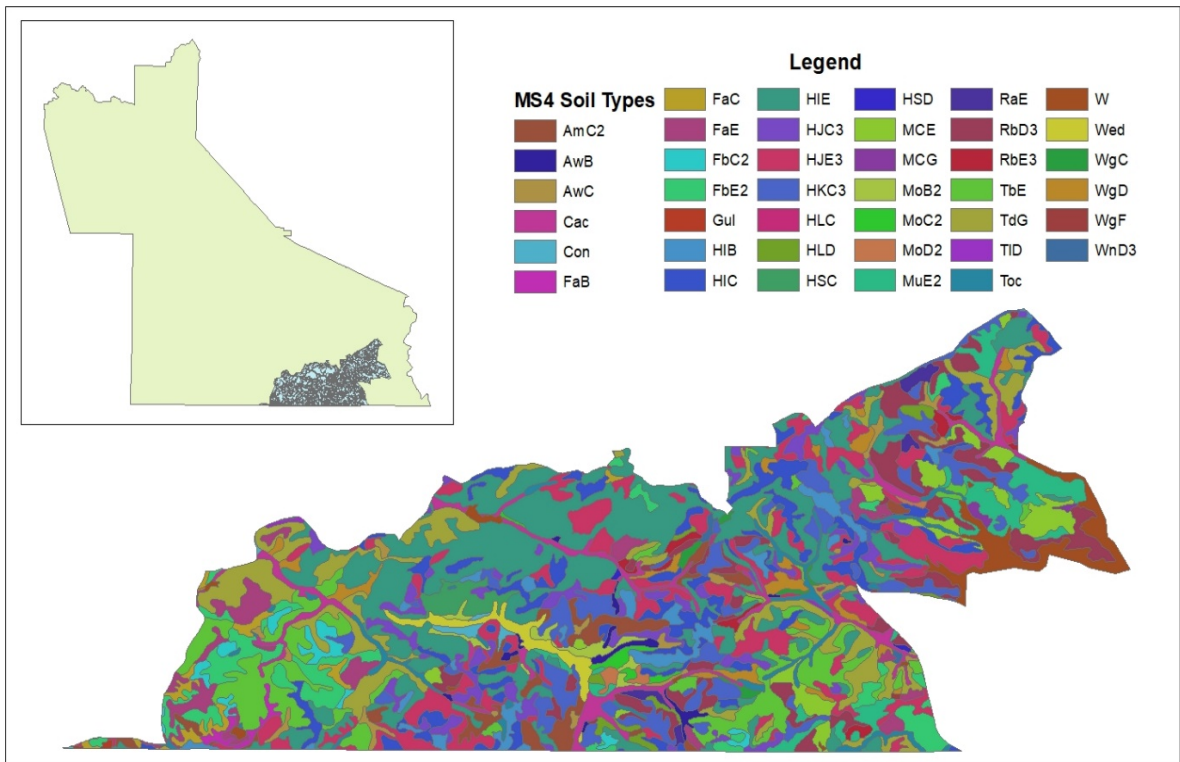 Legend
MS4 Soil Types
AmC2
AwB
AwC
Cac
Con
FaB
FaC
FaE
FbC2
FbE2
Gul
HIB
HIC
HIE
HJC3
HJE3
HKC3
HLC
HLD
HSC
HSD
MCE
MCG
MoB2
MoC2
MoD2
MuE2
RaE
RbD3
RbE3
TbE
TdG
TlD
Toc
W
Wed
WgC
WgD
WgF
WnD3